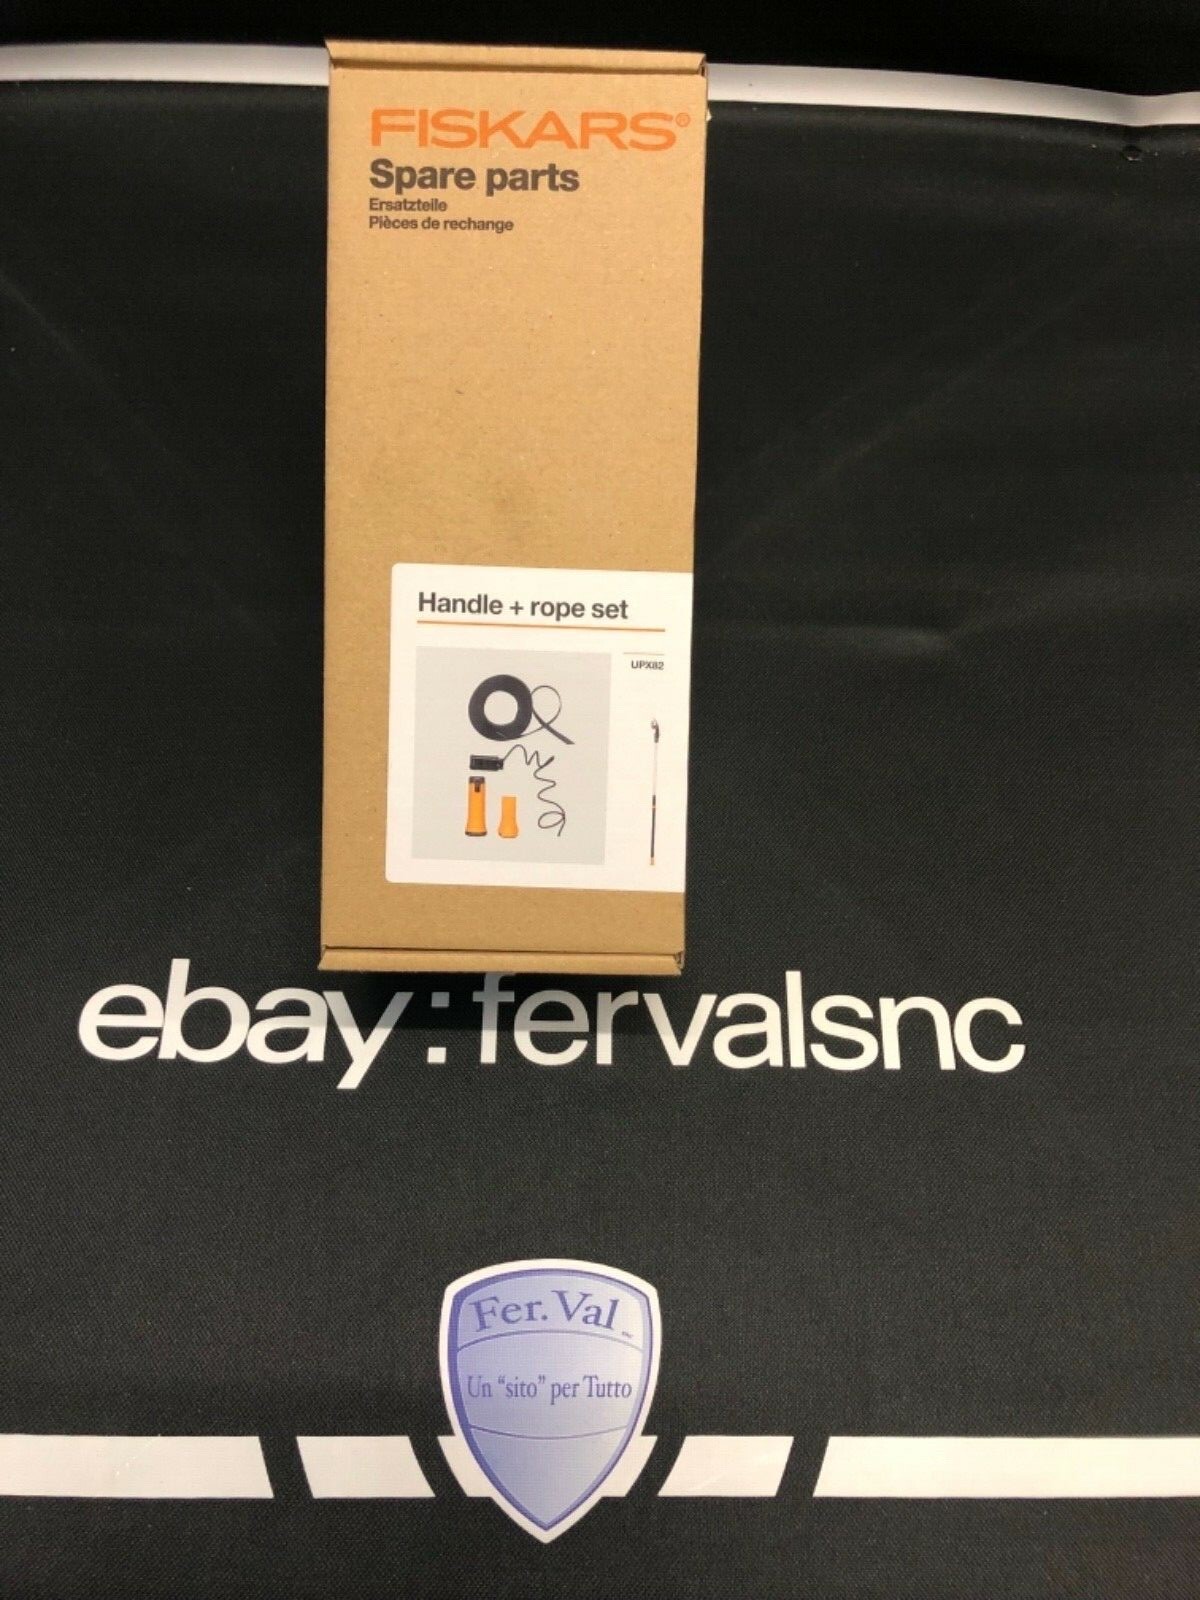 FISKARS®
Spare parts
Ersatzteile
Pièces de rechange
Handle + rope set
UPX82
ebay:fervalsnc
Fer.Val
Un "sito" per Tutto